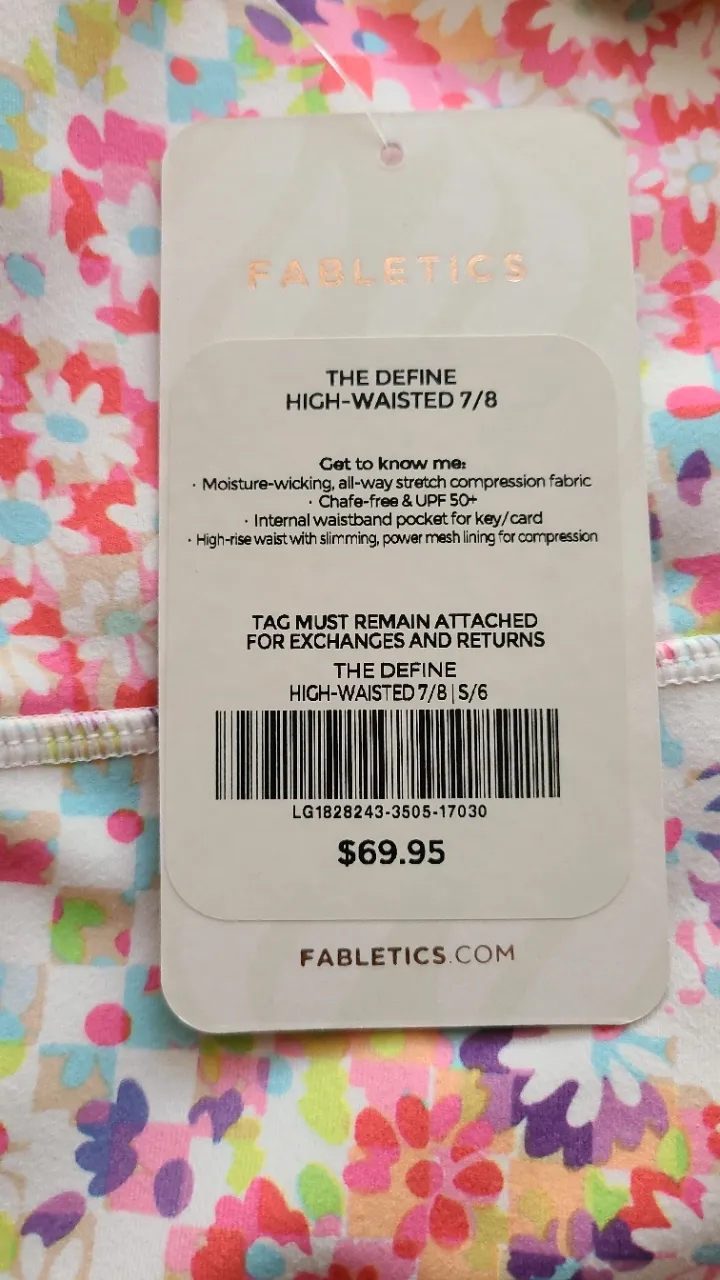 FABLETICS
THE DEFINE
HIGH-WAISTED 7/8
Get to know me:
· Moisture-wicking, all-way stretch compression fabric
· Chafe-free & UPF 50+
· Internal waistband pocket for key/card
· High-rise waist with slimming, power mesh lining for compression
TAG MUST REMAIN ATTACHED
FOR EXCHANGES AND RETURNS
THE DEFINE
HIGH-WAISTED 7/8 | S/6
LG1828243-3505-17030
$69.95
FABLETICS.COM